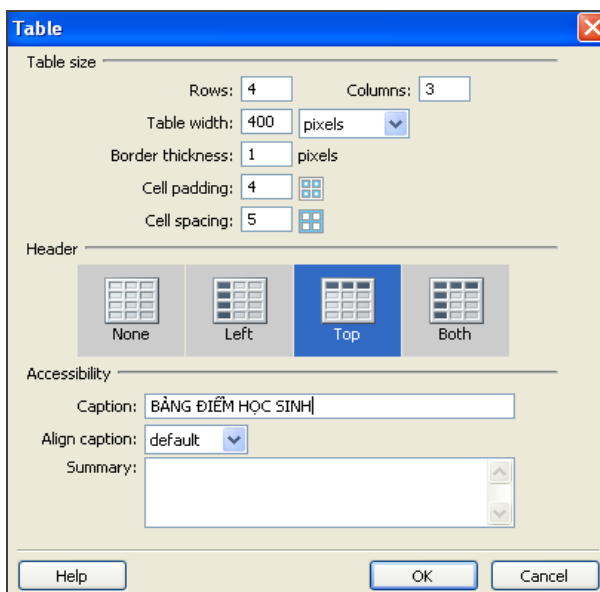 Table
Table size
Rows: 4 Columns: 3
Table width: 400 pixels
Border thickness: 1 pixels
Cell padding: 4
Cell spacing: 5
Header
None Left Top Both
Accessibility
Caption: BẢNG ĐIỂM HỌC SINH
Align caption: default
Summary:
Help OK Cancel